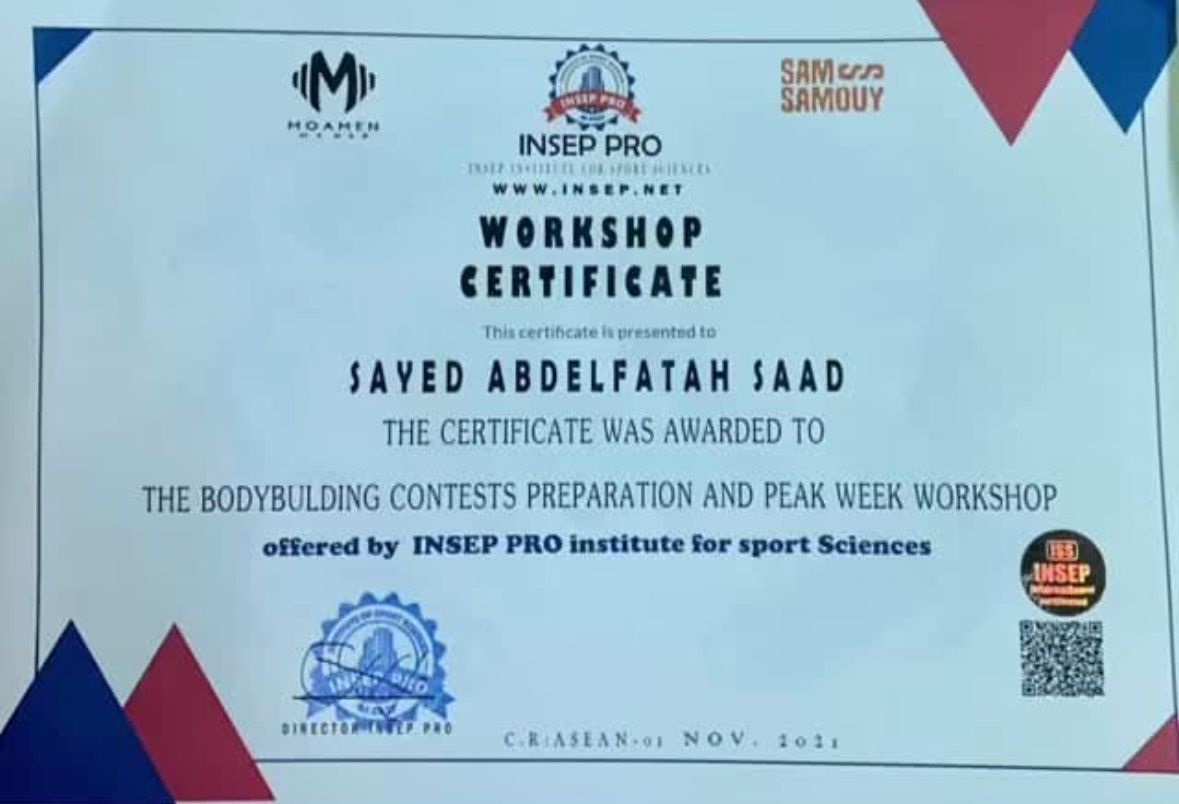 MOAMEN
SAM
SAMOUY
INSEP PRO
INSEP PRO
INSEP INSTITUTE FOR SPORT SCIENCES
WWW.INSEP.NET
WORKSHOP
CERTIFICATE
This certificate is presented to
SAYED ABDELFATAH SAAD
THE CERTIFICATE WAS AWARDED TO
THE BODYBULDING CONTESTS PREPARATION AND PEAK WEEK WORKSHOP
offered by INSEP PRO institute for sport Sciences
ISS
INSEP
international
INSEP PRO
DIRECTOR INSEP PRO
C.R:ASEAN-01 NOV. 2021